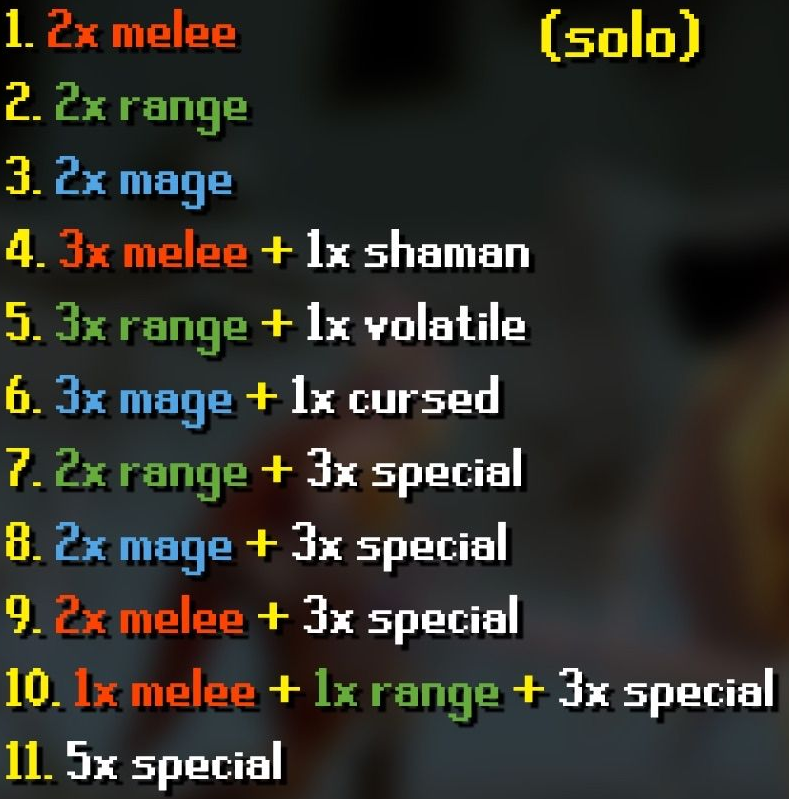 1. 2x melee (solo)
2. 2x range
3. 2x mage
4. 3x melee + 1x shaman
5. 3x range + 1x volatile
6. 3x mage + 1x cursed
7. 2x range + 3x special
8. 2x mage + 3x special
9. 2x melee + 3x special
10. 1x melee + 1x range + 3x special
11. 5x special